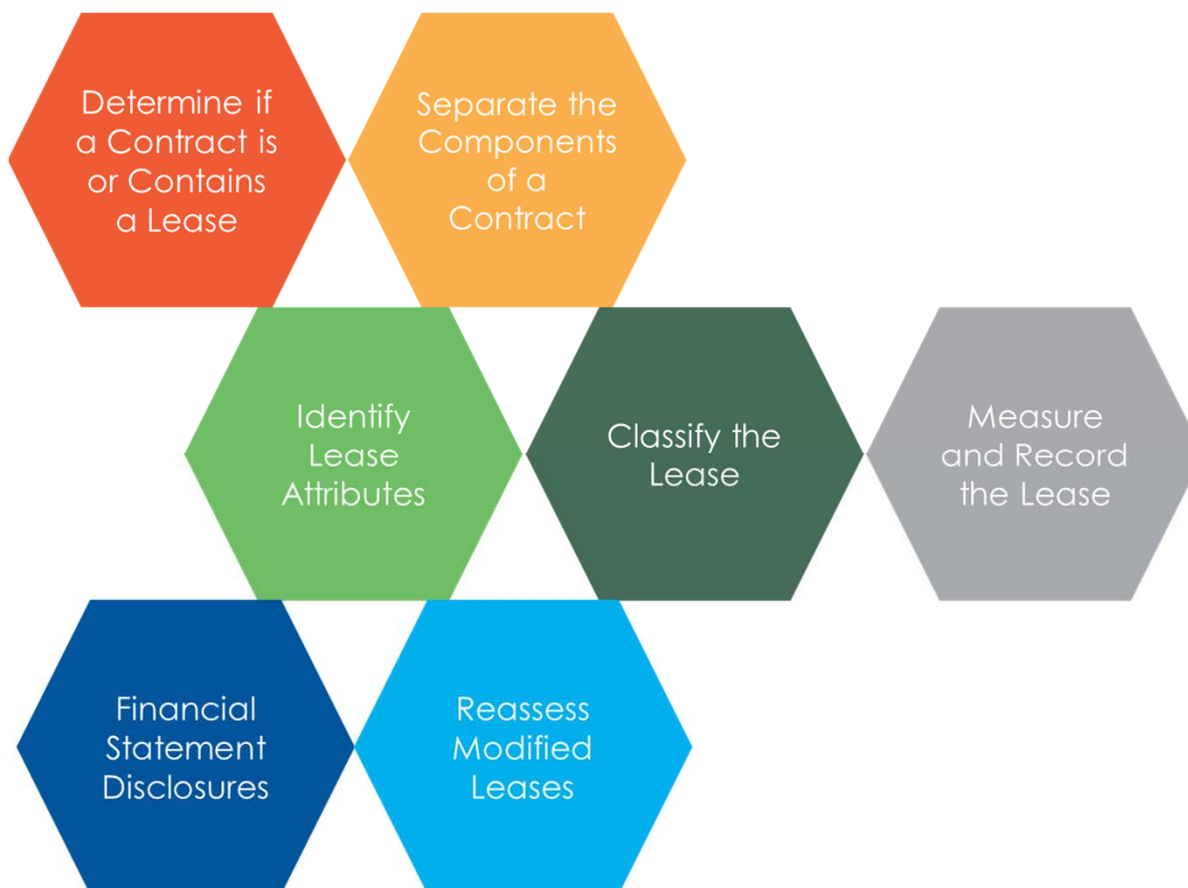 Determine if
a Contract is
or Contains
a Lease
Separate the
Components
of a
Contract
Identify
Lease
Attributes
Classify the
Lease
Measure
and Record
the Lease
Financial
Statement
Disclosures
Reassess
Modified
Leases